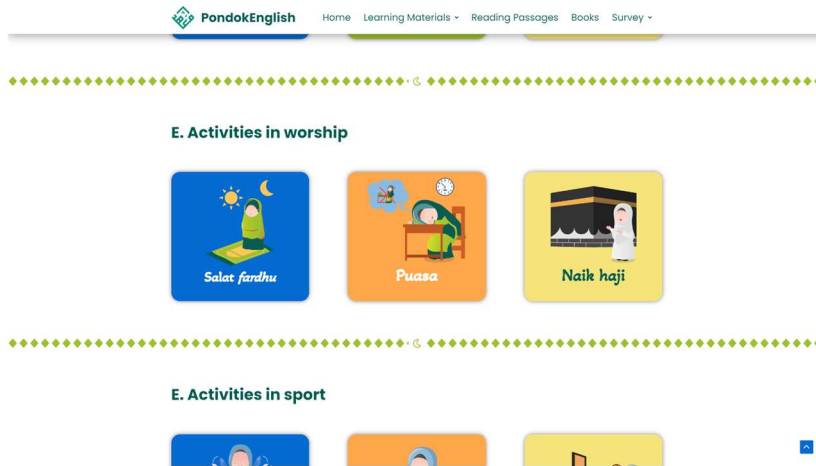 PondokEnglish Home Learning Materials Reading Passages Books Survey
E. Activities in worship
Salat fardhu
Puasa
Naik haji
E. Activities in sport